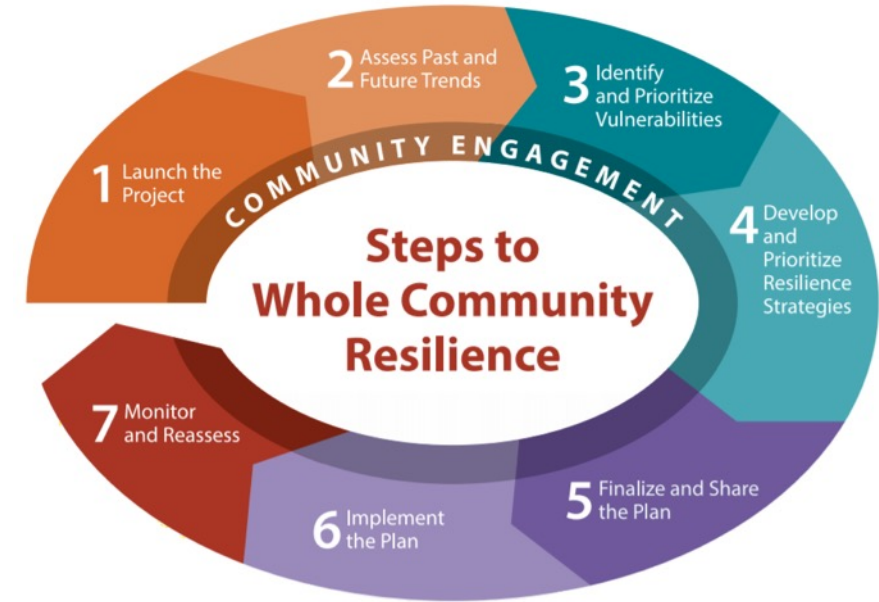 1 Launch the
Project
2 Assess Past and
Future Trends
3 Identify
and Prioritize
Vulnerabilities
4 Develop
and
Prioritize
Resilience
Strategies
5 Finalize and Share
the Plan
6 Implement
the Plan
7 Monitor
and Reassess
COMMUNITY ENGAGEMENT
Steps to
Whole Community
Resilience